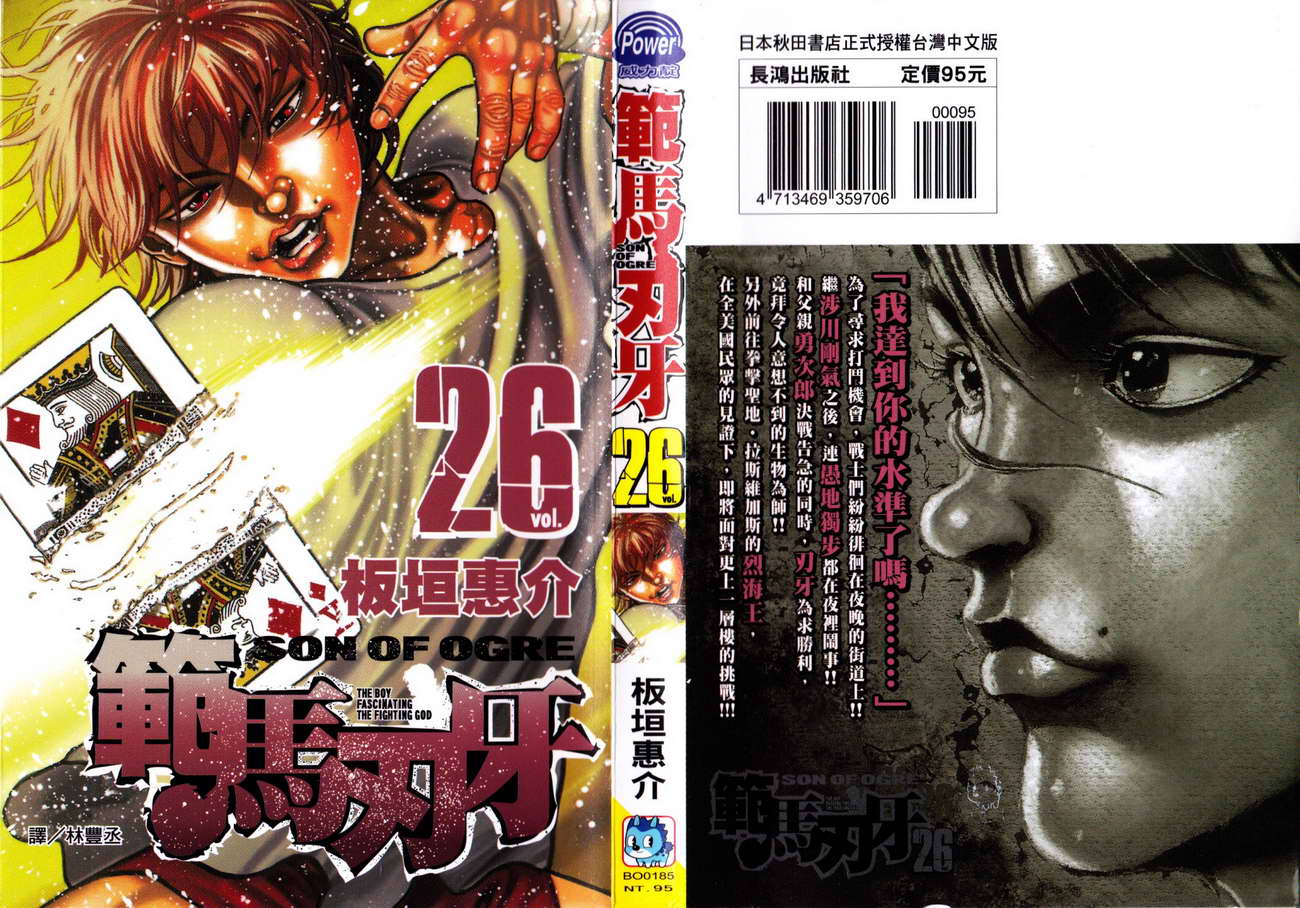 26
vol.
板垣惠介
SON OF OGRE
THE BOY
FASCINATING
THE FIGHTING GOD
範馬刃牙
譯／林豐丞
Power
威力誌
範馬刃牙
SON
OF
OGRE
26
vol.
板垣惠介
BO0185
NT. 95
日本秋田書店正式授權台灣中文版
長鴻出版社 定價95元
00095
4 713469 359706
「我達到你的水準了嗎………」
為了尋求打鬥機會，戰士們紛紛徘徊在夜晚的街道上!!
繼涉川剛氣之後，連愚地獨步都在夜裡鬧事!!
和父親勇次郎決戰告急的同時，刃牙為求勝利，
竟拜令人意想不到的生物為師!!
另外前往拳擊聖地，拉斯維加斯的烈海王，
在全美國民眾的見證下，即將面對更上一層樓的挑戰!!!
SON OF OGRE
範馬刃牙 26